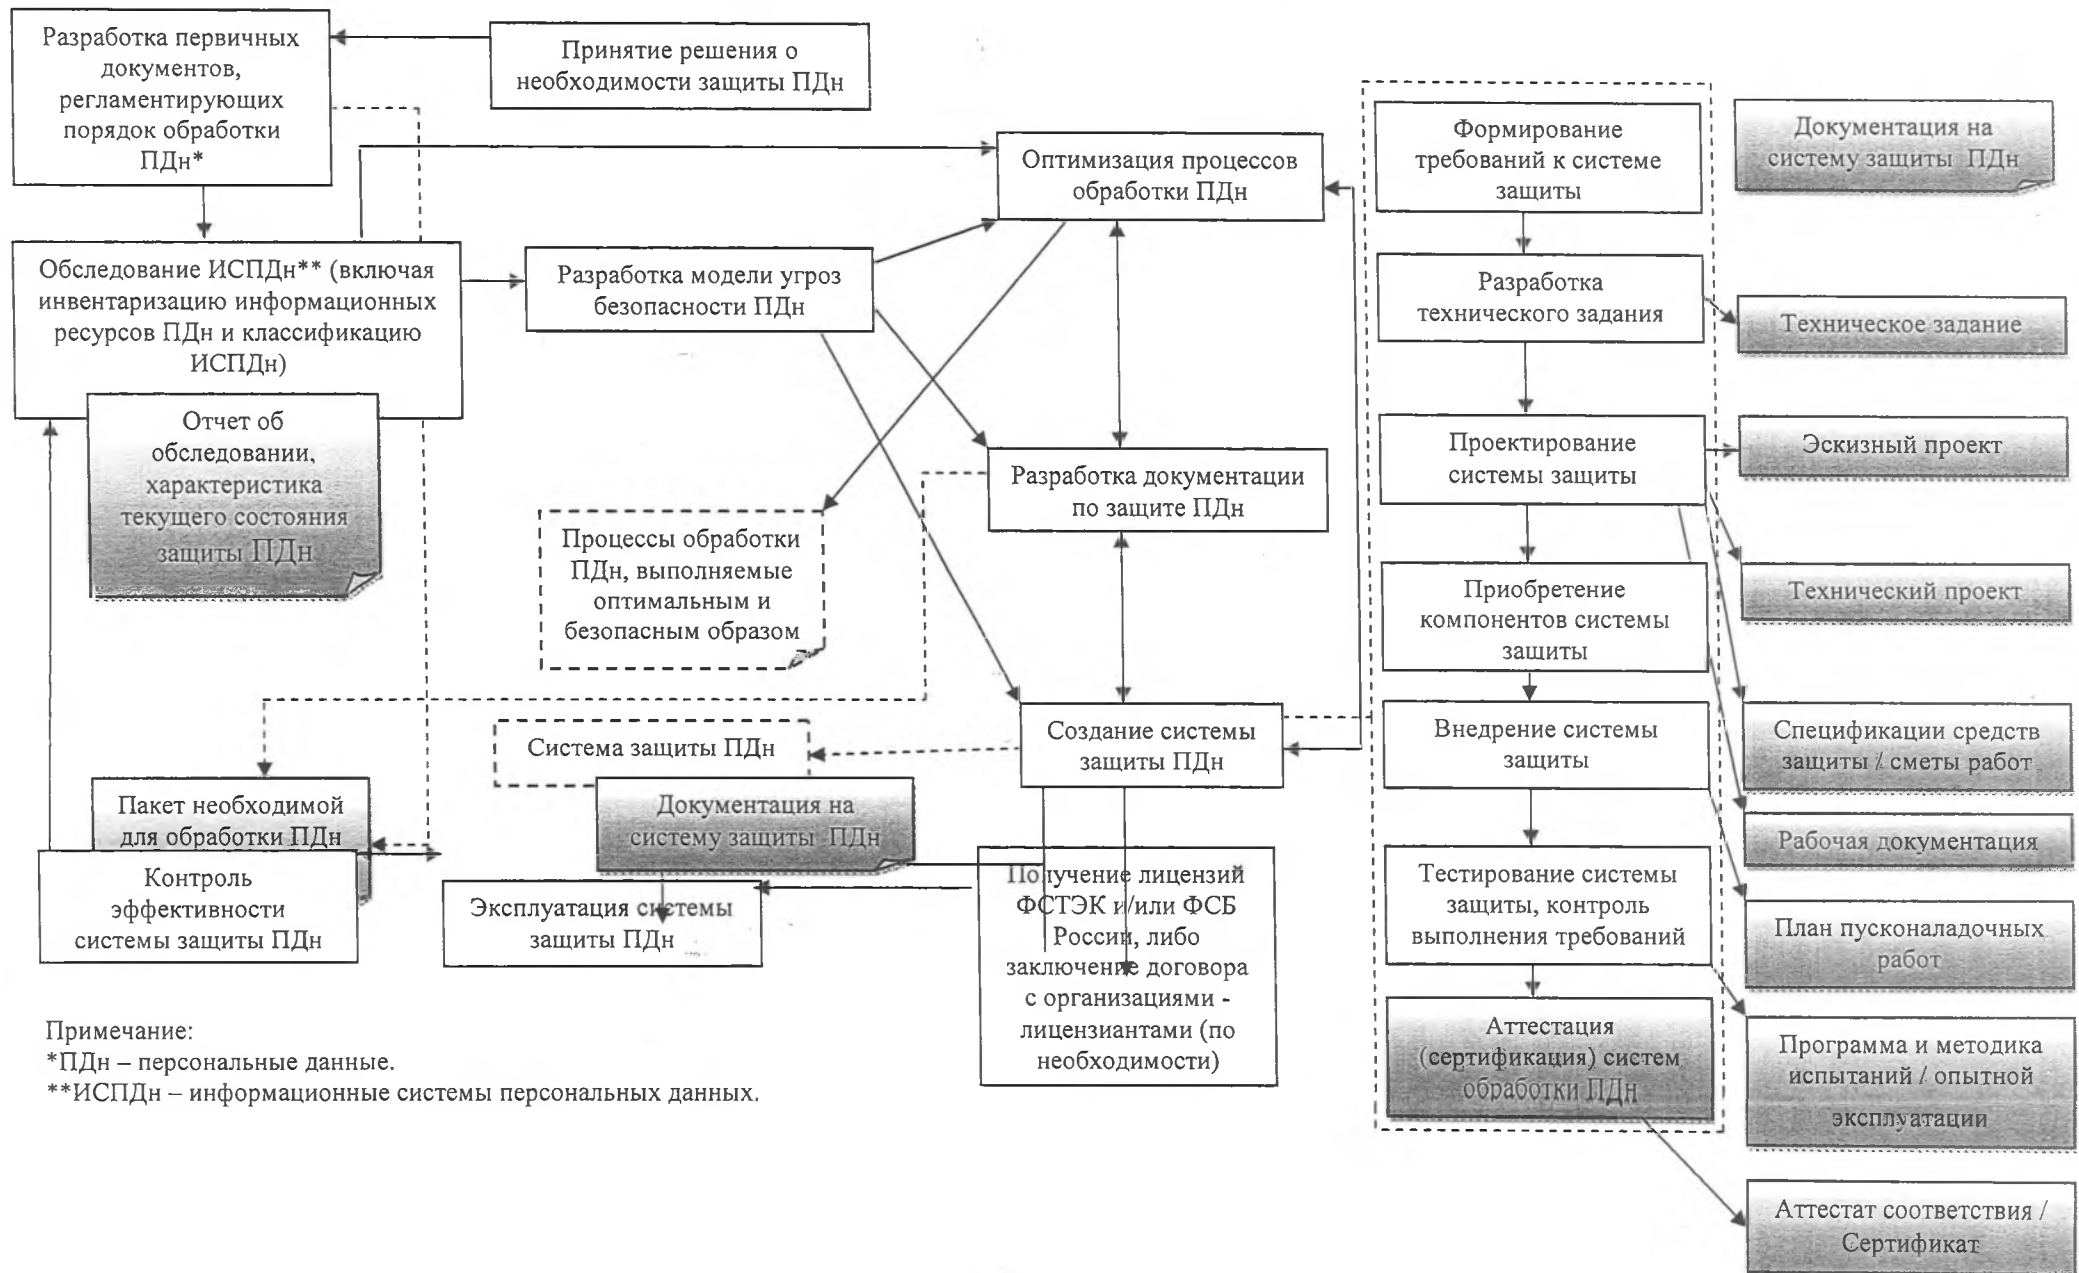 Разработка первичных
документов,
регламентирующих
порядок обработки
ПДн*
Принятие решения о
необходимости защиты ПДн
Обследование ИСПДн** (включая
инвентаризацию информационных
ресурсов ПДн и классификацию
ИСПДн)
Отчет об
обследовании,
характеристика
текущего состояния
защиты ПДн
Разработка модели угроз
безопасности ПДн
Оптимизация процессов
обработки ПДн
Разработка документации
по защите ПДн
Процессы обработки
ПДн, выполняемые
оптимальным и
безопасным образом
Создание системы
защиты ПДн
Система защиты ПДн
Документация на
систему защиты ПДн
Пакет необходимой
для обработки ПДн
Контроль
эффективности
системы защиты ПДн
Эксплуатация системы
защиты ПДн
Получение лицензий
ФСТЭК и/или ФСБ
России, либо
заключение договора
с организациями -
лицензиантами (по
необходимости)
Формирование
требований к системе
защиты
Разработка
технического задания
Проектирование
системы защиты
Приобретение
компонентов системы
защиты
Внедрение системы
защиты
Тестирование системы
защиты, контроль
выполнения требований
Аттестация
(сертификация) систем
обработки ПДн
Документация на
систему защиты ПДн
Техническое задание
Эскизный проект
Технический проект
Спецификации средств
защиты / сметы работ
Рабочая документация
План пусконаладочных
работ
Программа и методика
испытаний / опытной
эксплуатации
Аттестат соответствия /
Сертификат
Примечание:
*ПДн – персональные данные.
**ИСПДн – информационные системы персональных данных.